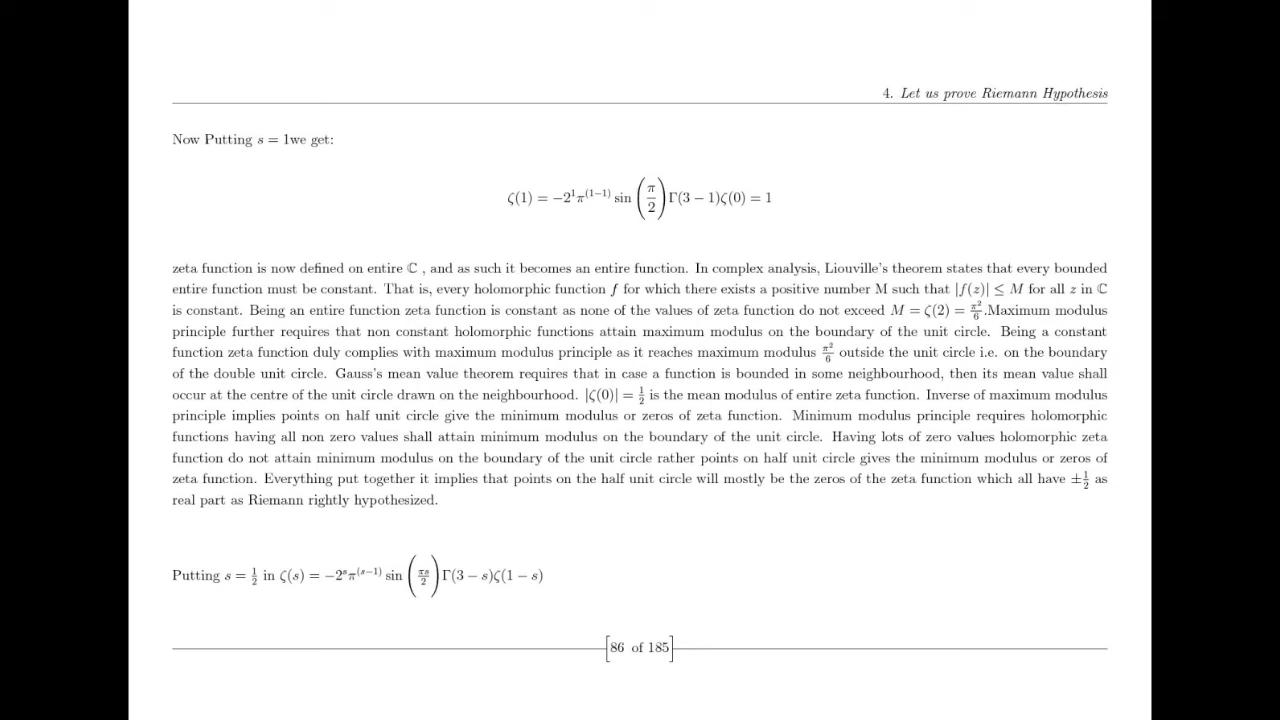 4. Let us prove Riemann Hypothesis
Now Putting s = 1we get:
ζ(1) = −2¹π⁽¹⁻¹⁾ sin (π/2) Γ(3 − 1)ζ(0) = 1
zeta function is now defined on entire ℂ , and as such it becomes an entire function. In complex analysis, Liouville's theorem states that every bounded
entire function must be constant. That is, every holomorphic function f for which there exists a positive number M such that |f(z)| ≤ M for all z in ℂ
is constant. Being an entire function zeta function is constant as none of the values of zeta function do not exceed M = ζ(2) = π²/6.Maximum modulus
principle further requires that non constant holomorphic functions attain maximum modulus on the boundary of the unit circle. Being a constant
function zeta function duly complies with maximum modulus principle as it reaches maximum modulus π²/6 outside the unit circle i.e. on the boundary
of the double unit circle. Gauss's mean value theorem requires that in case a function is bounded in some neighbourhood, then its mean value shall
occur at the centre of the unit circle drawn on the neighbourhood. |ζ(0)| = 1/2 is the mean modulus of entire zeta function. Inverse of maximum modulus
principle implies points on half unit circle give the minimum modulus or zeros of zeta function. Minimum modulus principle requires holomorphic
functions having all non zero values shall attain minimum modulus on the boundary of the unit circle. Having lots of zero values holomorphic zeta
function do not attain minimum modulus on the boundary of the unit circle rather points on half unit circle gives the minimum modulus or zeros of
zeta function. Everything put together it implies that points on the half unit circle will mostly be the zeros of the zeta function which all have ±1/2 as
real part as Riemann rightly hypothesized.
Putting s = 1/2 in ζ(s) = −2ˢπ⁽ˢ⁻¹⁾ sin (πs/2) Γ(3 − s)ζ(1 − s)
[86 of 185]